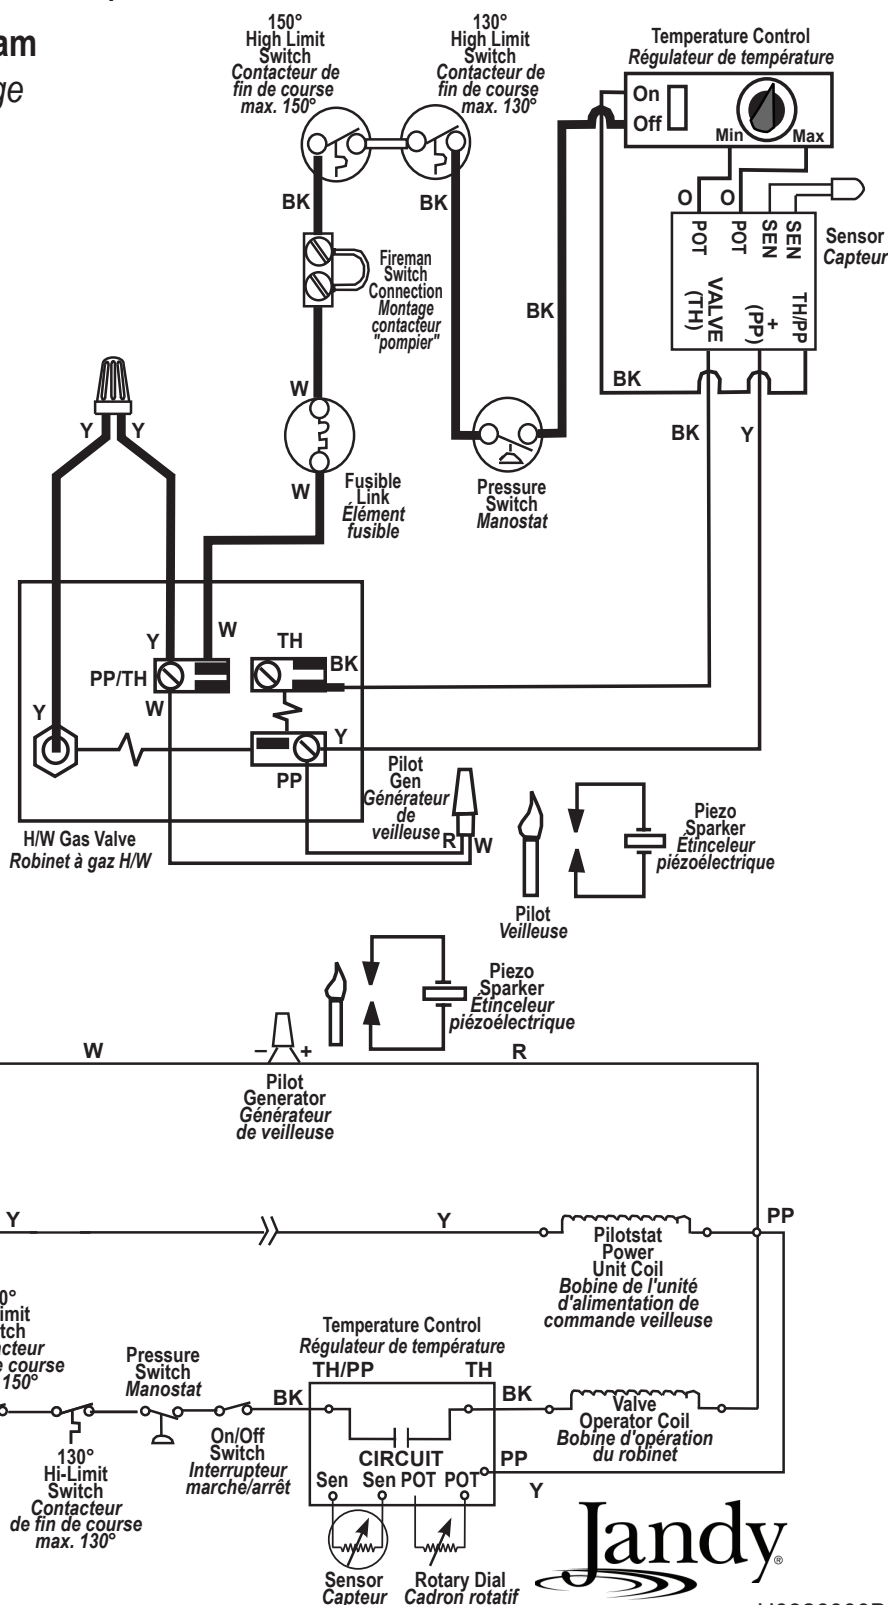 am
ge
150°
High Limit
Switch
Contacteur de
fin de course
max. 150°
130°
High Limit
Switch
Contacteur de
fin de course
max. 130°
Temperature Control
Régulateur de température
On
Off
Min
Max
BK
BK
O
O
POT
POT
SEN
SEN
Sensor
Capteur
Fireman
Switch
Connection
Montage
contacteur
"pompier"
VALVE
(TH)
+
(PP)
TH/PP
BK
BK
W
Y
Y
BK
Y
W
Fusible
Link
Élément
fusible
Pressure
Switch
Manostat
Y
W
TH
BK
PP/TH
W
Y
Y
PP
Pilot
Gen
Générateur
de
veilleuse
R
W
H/W Gas Valve
Robinet à gaz H/W
Piezo
Sparker
Étinceleur
piézoélectrique
Pilot
Veilleuse
Piezo
Sparker
Étinceleur
piézoélectrique
W
–
+
R
Pilot
Generator
Générateur
de veilleuse
Y
Y
PP
Pilotstat
Power
Unit Coil
Bobine de l'unité
d'alimentation de
commande veilleuse
0°
imit
tch
acteur
e course
150°
Pressure
Switch
Manostat
Temperature Control
Régulateur de température
TH/PP
TH
BK
BK
On/Off
Switch
Interrupteur
marche/arrêt
Valve
Operator Coil
Bobine d'opération
du robinet
CIRCUIT
PP
Sen
Sen
POT
POT
Y
130°
Hi-Limit
Switch
Contacteur
de fin de course
max. 130°
Sensor
Capteur
Rotary Dial
Cadron rotatif
Jandy®